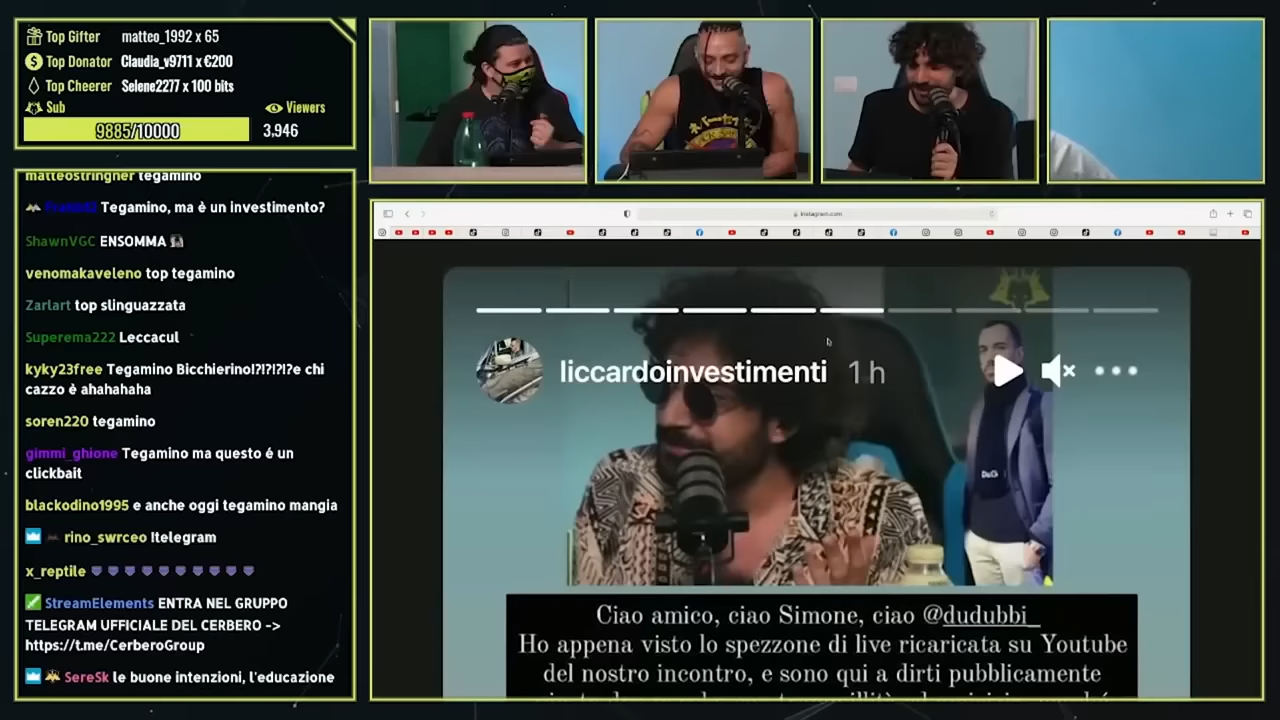 Top Gifter matteo_1992 x 65
Top Donator Claudia_v9711 x €200
Top Cheerer Selene2277 x 100 bits
Sub Viewers
9885/10000 3.946
matteostringher tegamino
Tegamino, ma è un investimento?
ShawnVGC ENSOMMA
venomakaveleno top tegamino
Zarlart top slinguazzata
Superema222 Leccacul
kyky23free Tegamino Bicchierino!?!?!?!?e chi
cazzo è ahahahaha
soren220 tegamino
gimmi_ghione Tegamino ma questo é un
clickbait
blackodino1995 e anche oggi tegamino mangia
rino_swrceo !telegram
x_reptile
StreamElements ENTRA NEL GRUPPO
TELEGRAM UFFICIALE DEL CERBERO ->
https://t.me/CerberoGroup
SereSk le buone intenzioni, l'educazione
instagram.com
liccardoinvestimenti 1 h
Ciao amico, ciao Simone, ciao @dudubbi_
Ho appena visto lo spezzone di live ricaricata su Youtube
del nostro incontro, e sono qui a dirti pubblicamente